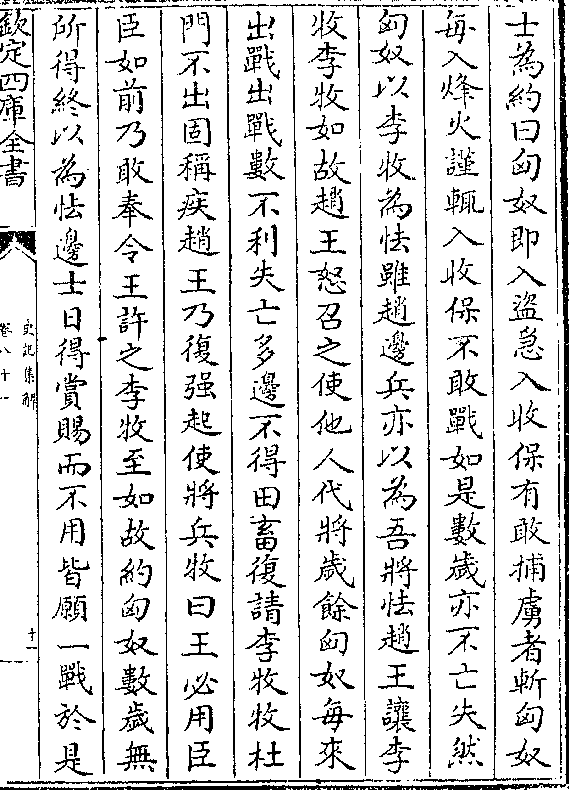 士為約曰匈奴即入盜急入收保有敢捕虜者斬匈奴
每入烽火謹輒入收保不敢戰如是數歲亦不亡失然
匈奴以李牧為怯雖趙邊兵亦以為吾將怯趙王讓李
牧李牧如故趙王怒召之使他人代將歲餘匈奴每來
出戰出戰數不利失亡多邊不得田畜復請李牧牧杜
門不出固稱疾趙王乃復强起使將兵牧曰王必用臣
臣如前乃敢奉令王許之李牧至如故約匈奴數歲無
所得終以為怯邊士日得賞賜而不用皆願一戰於是
欽定四庫全書
史記集解
卷八十一
十一